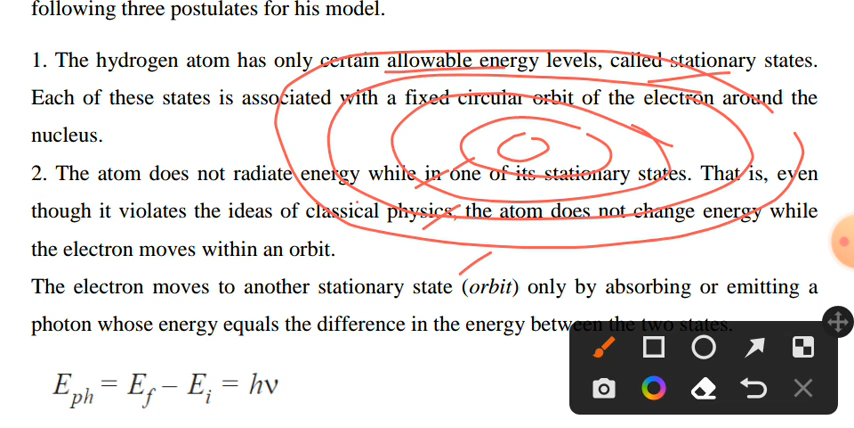 following three postulates for his model.
1. The hydrogen atom has only certain allowable energy levels, called stationary states.
Each of these states is associated with a fixed circular orbit of the electron around the
nucleus.
2. The atom does not radiate energy while in one of its stationary states. That is, even
though it violates the ideas of classical physics, the atom does not change energy while
the electron moves within an orbit.
The electron moves to another stationary state (orbit) only by absorbing or emitting a
photon whose energy equals the difference in the energy between the two states.
E_ph = E_f − E_i = hν